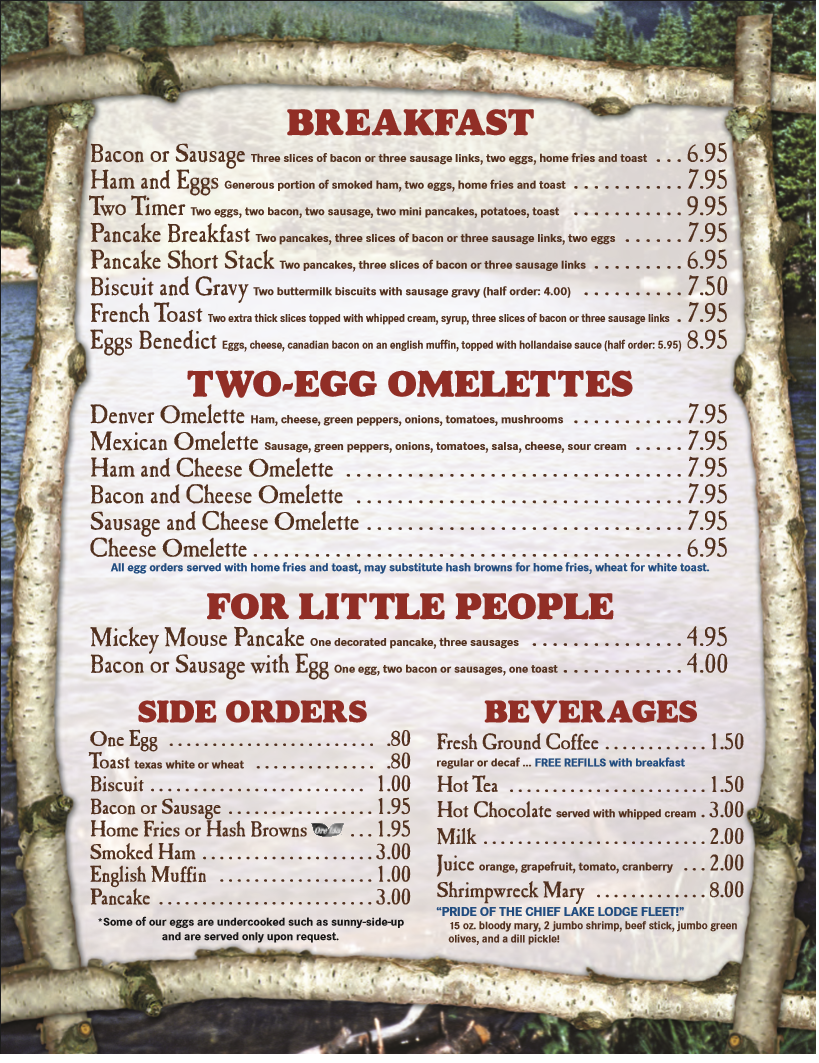 BREAKFAST
Bacon or Sausage Three slices of bacon or three sausage links, two eggs, home fries and toast . . . 6.95
Ham and Eggs Generous portion of smoked ham, two eggs, home fries and toast . . . . . . . . . . . 7.95
Two Timer Two eggs, two bacon, two sausage, two mini pancakes, potatoes, toast . . . . . . . . . . . 9.95
Pancake Breakfast Two pancakes, three slices of bacon or three sausage links, two eggs . . . . . . 7.95
Pancake Short Stack Two pancakes, three slices of bacon or three sausage links . . . . . . . . . 6.95
Biscuit and Gravy Two buttermilk biscuits with sausage gravy (half order: 4.00) . . . . . . . . . . 7.50
French Toast Two extra thick slices topped with whipped cream, syrup, three slices of bacon or three sausage links . 7.95
Eggs Benedict Eggs, cheese, canadian bacon on an english muffin, topped with hollandaise sauce (half order: 5.95) 8.95
TWO-EGG OMELETTES
Denver Omelette Ham, cheese, green peppers, onions, tomatoes, mushrooms . . . . . . . . . . . 7.95
Mexican Omelette Sausage, green peppers, onions, tomatoes, salsa, cheese, sour cream . . . . . 7.95
Ham and Cheese Omelette . . . . . . . . . . . . . . . . . . . . . . . . . . . . . . . . . 7.95
Bacon and Cheese Omelette . . . . . . . . . . . . . . . . . . . . . . . . . . . . . . . . 7.95
Sausage and Cheese Omelette . . . . . . . . . . . . . . . . . . . . . . . . . . . . . . . 7.95
Cheese Omelette . . . . . . . . . . . . . . . . . . . . . . . . . . . . . . . . . . . . . . . . . . 6.95
All egg orders served with home fries and toast, may substitute hash browns for home fries, wheat for white toast.
FOR LITTLE PEOPLE
Mickey Mouse Pancake One decorated pancake, three sausages . . . . . . . . . . . . . . . 4.95
Bacon or Sausage with Egg One egg, two bacon or sausages, one toast . . . . . . . . . . . . 4.00
SIDE ORDERS
One Egg . . . . . . . . . . . . . . . . . . . . . . . . .80
Toast texas white or wheat . . . . . . . . . . . . . . .80
Biscuit . . . . . . . . . . . . . . . . . . . . . . . . . 1.00
Bacon or Sausage . . . . . . . . . . . . . . . . . 1.95
Home Fries or Hash Browns Ore Ida . . . 1.95
Smoked Ham . . . . . . . . . . . . . . . . . . . . 3.00
English Muffin . . . . . . . . . . . . . . . . . . 1.00
Pancake . . . . . . . . . . . . . . . . . . . . . . . . . 3.00
*Some of our eggs are undercooked such as sunny-side-up
and are served only upon request.
BEVERAGES
Fresh Ground Coffee . . . . . . . . . . . . 1.50
regular or decaf ... FREE REFILLS with breakfast
Hot Tea . . . . . . . . . . . . . . . . . . . . . . . 1.50
Hot Chocolate served with whipped cream . 3.00
Milk . . . . . . . . . . . . . . . . . . . . . . . . . . 2.00
Juice orange, grapefruit, tomato, cranberry . . . 2.00
Shrimpwreck Mary . . . . . . . . . . . . . 8.00
“PRIDE OF THE CHIEF LAKE LODGE FLEET!”
15 oz. bloody mary, 2 jumbo shrimp, beef stick, jumbo green
olives, and a dill pickle!